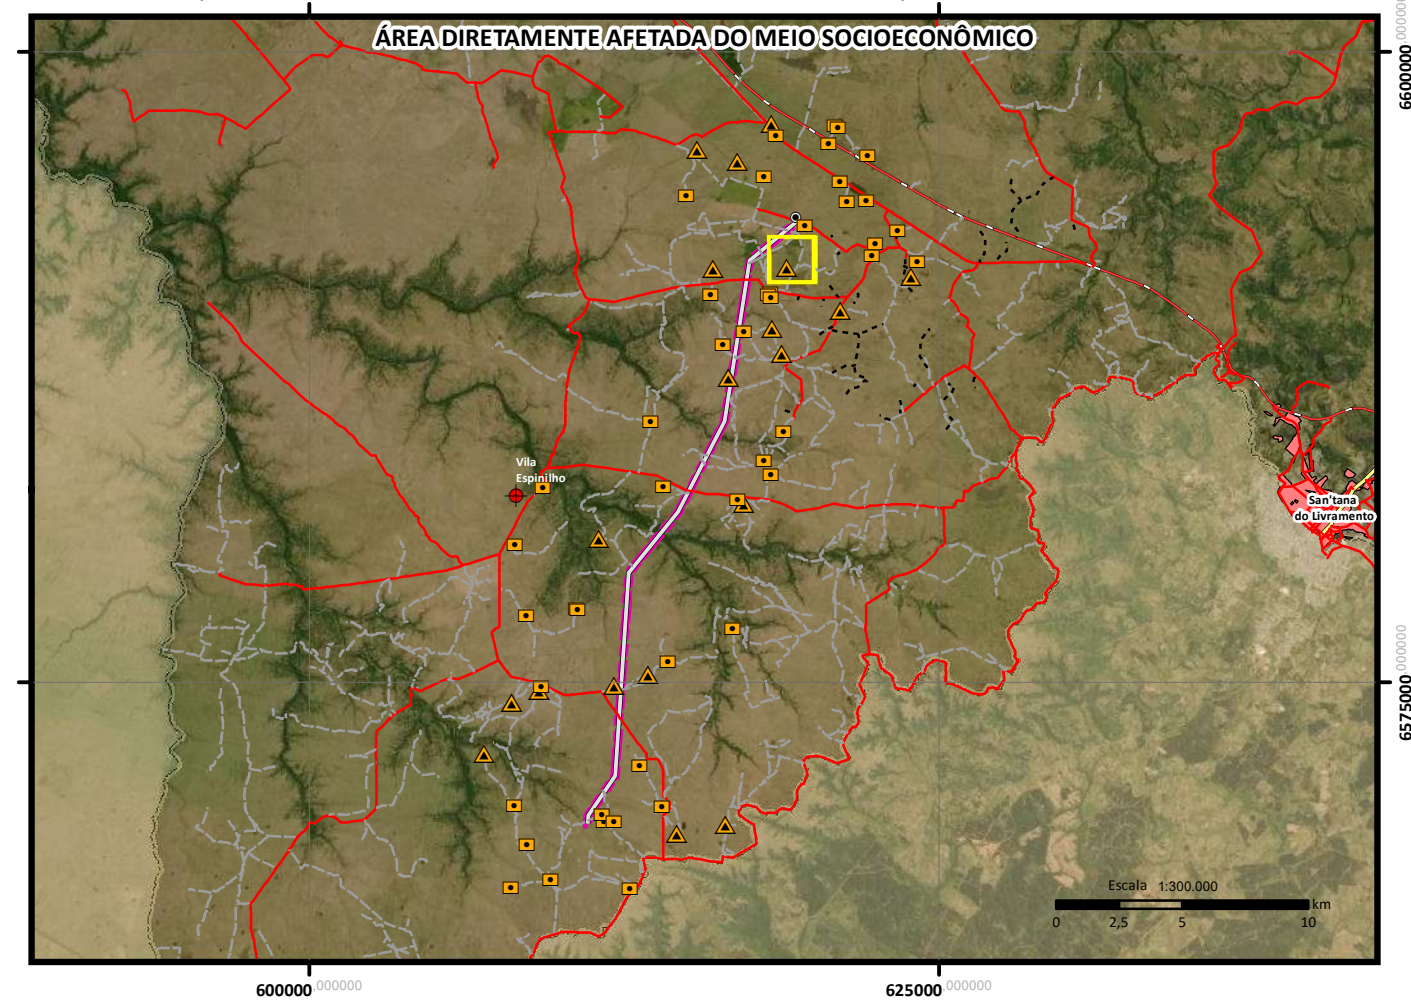 ÁREA DIRETAMENTE AFETADA DO MEIO SOCIOECONÔMICO
6600000,000000
Vila
Espinilho
San'tana
do Livramento
6575000,000000
Escala 1:300.000
km
0 2,5 5 10
600000,000000
625000,000000